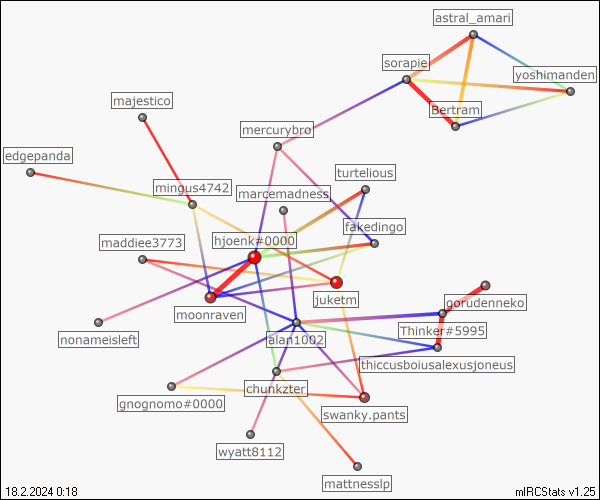 astral_amari
sorapie
yoshimanden
majestico
Bertram
mercurybro
edgepanda
turtelious
mingus4742
marcemadness
fakedingo
maddiee3773
hjoenk#0000
juketm
gorudenneko
moonraven
Thinker#5995
nonameisleft
alan1002
thiccusboiusalexusjoneus
chunkzter
gnognomo#0000
swanky.pants
wyatt8112
mattnesslp
18.2.2024 0:18
mIRCStats v1.25